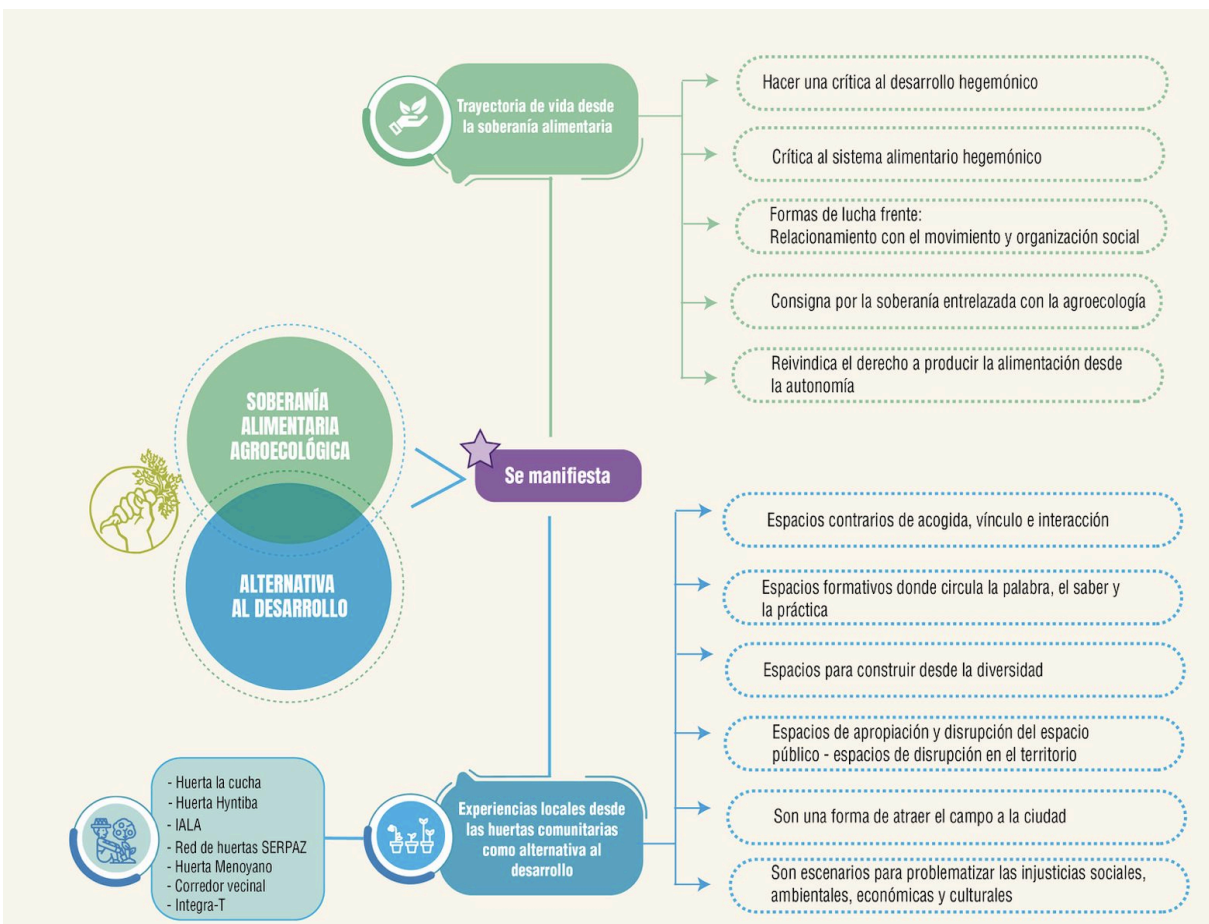 Trayectoria de vida desde
la soberanía alimentaria
Hacer una crítica al desarrollo hegemónico
Crítica al sistema alimentario hegemónico
Formas de lucha frente:
Relacionamiento con el movimiento y organización social
Consigna por la soberanía entrelazada con la agroecología
Reivindica el derecho a producir la alimentación desde
la autonomía
SOBERANÍA
ALIMENTARIA
AGROECOLÓGICA
ALTERNATIVA
AL DESARROLLO
Se manifiesta
Espacios contrarios de acogida, vínculo e interacción
Espacios formativos donde circula la palabra, el saber y
la práctica
Espacios para construir desde la diversidad
Espacios de apropiación y disrupción del espacio
público - espacios de disrupción en el territorio
Son una forma de atraer el campo a la ciudad
Son escenarios para problematizar las injusticias sociales,
ambientales, económicas y culturales
Experiencias locales desde
las huertas comunitarias
como alternativa al
desarrollo
- Huerta la cucha
- Huerta Hyntiba
- IALA
- Red de huertas SERPAZ
- Huerta Menoyano
- Corredor vecinal
- Integra-T